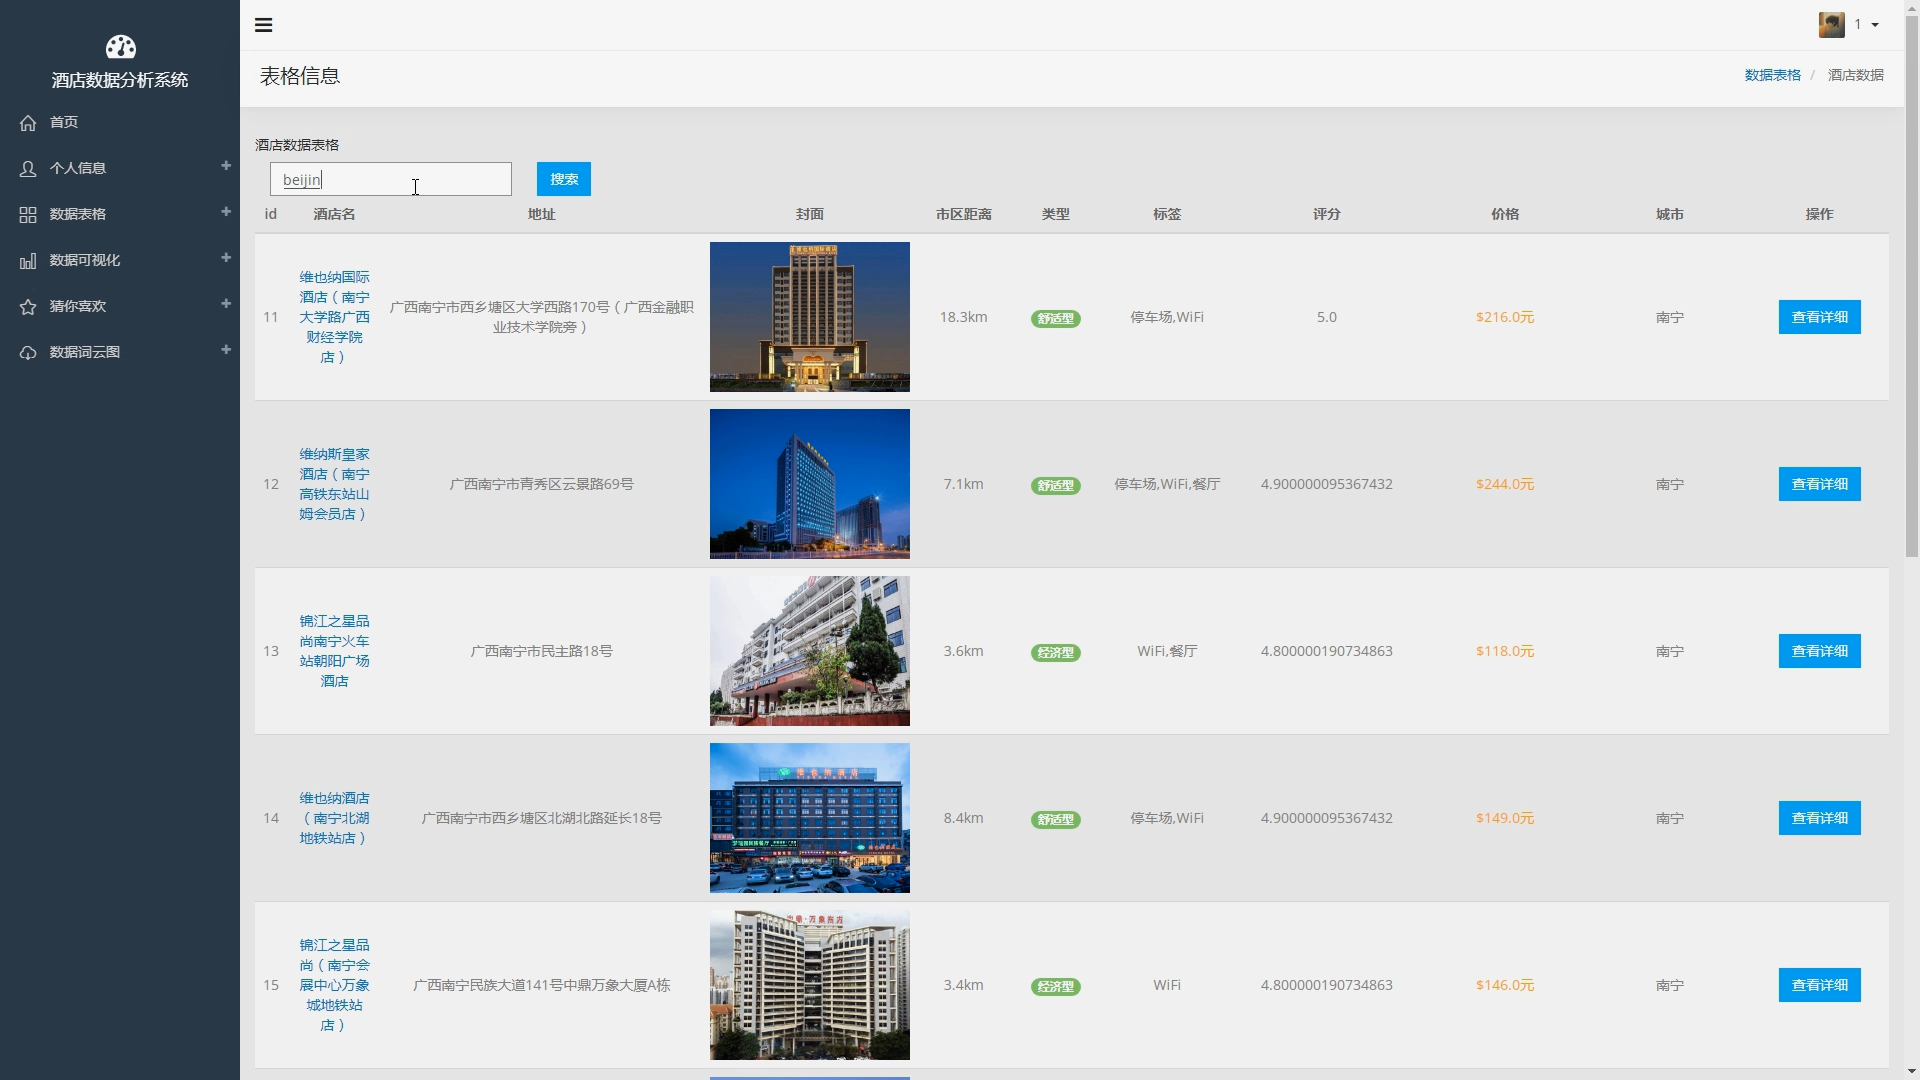 1
酒店数据分析系统
首页
个人信息
数据表格
数据可视化
猜你喜欢
数据词云图
表格信息
数据表格 / 酒店数据
酒店数据表格
beijin
搜索
id 酒店名 地址 封面 市区距离 类型 标签 评分 价格 城市 操作
11
维也纳国际
酒店（南宁
大学路广西
财经学院
店）
广西南宁市西乡塘区大学西路170号（广西金融职
业技术学院旁）
18.3km 舒适型 停车场,WiFi 5.0 $216.0元 南宁 查看详细
12
维纳斯皇家
酒店（南宁
高铁东站山
姆会员店）
广西南宁市青秀区云景路69号
7.1km 舒适型 停车场,WiFi,餐厅 4.900000095367432 $244.0元 南宁 查看详细
13
锦江之星品
尚南宁火车
站朝阳广场
酒店
广西南宁市民主路18号
3.6km 经济型 WiFi,餐厅 4.800000190734863 $118.0元 南宁 查看详细
14
维也纳酒店
（南宁北湖
地铁站店）
广西南宁市西乡塘区北湖北路延长18号
8.4km 舒适型 停车场,WiFi 4.900000095367432 $149.0元 南宁 查看详细
15
锦江之星品
尚（南宁会
展中心万象
城地铁站
店）
广西南宁民族大道141号中鼎万象大厦A栋
3.4km 经济型 WiFi 4.800000190734863 $146.0元 南宁 查看详细